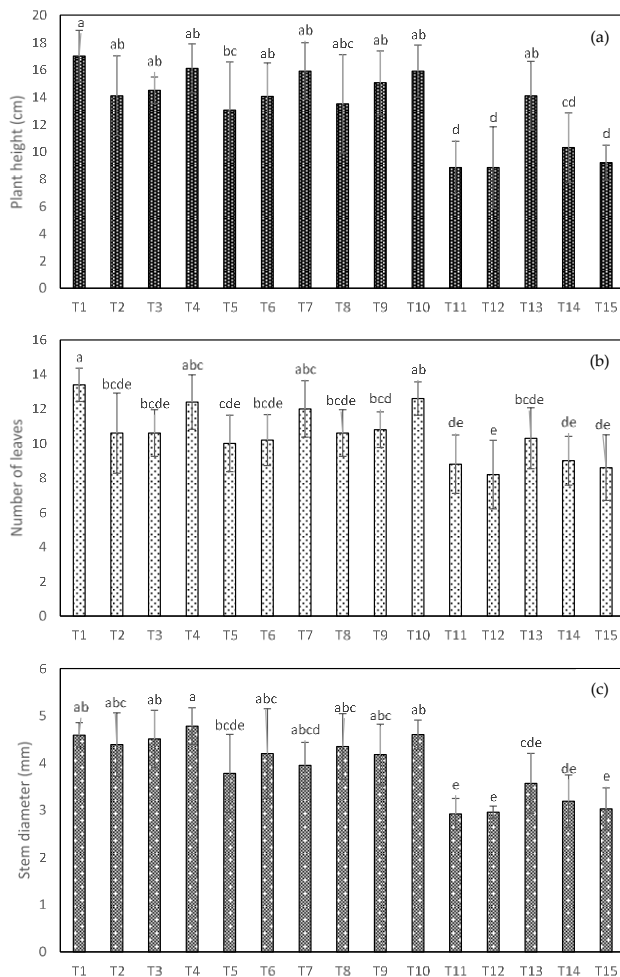 20
18
16
14
12
10
8
6
4
2
0
Plant height (cm)
(a)
a ab ab ab bc ab ab abc ab ab d d ab cd d
T1 T2 T3 T4 T5 T6 T7 T8 T9 T10 T11 T12 T13 T14 T15
16
14
12
10
8
6
4
2
0
Number of leaves
(b)
a bcde bcde abc cde bcde abc bcde bcd ab de e bcde de de
T1 T2 T3 T4 T5 T6 T7 T8 T9 T10 T11 T12 T13 T14 T15
6
5
4
3
2
1
0
Stem diameter (mm)
(c)
ab abc ab a bcde abc abcd abc abc ab e e cde de e
T1 T2 T3 T4 T5 T6 T7 T8 T9 T10 T11 T12 T13 T14 T15